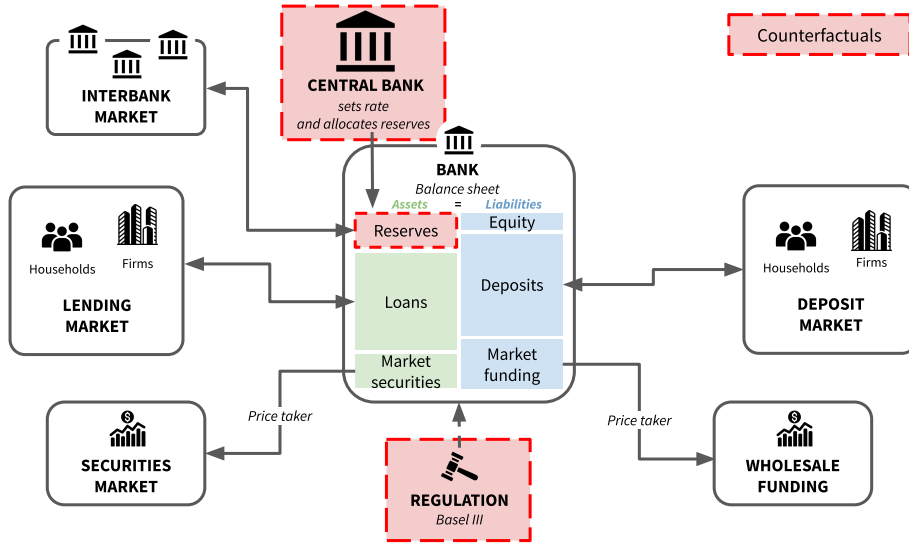 Counterfactuals
INTERBANK
MARKET
CENTRAL BANK
sets rate
and allocates reserves
BANK
Balance sheet
Assets = Liabilities
Reserves
Equity
Loans
Deposits
Market
securities
Market
funding
Households
Firms
LENDING
MARKET
Households
Firms
DEPOSIT
MARKET
Price taker
Price taker
$
SECURITIES
MARKET
$
WHOLESALE
FUNDING
REGULATION
Basel III